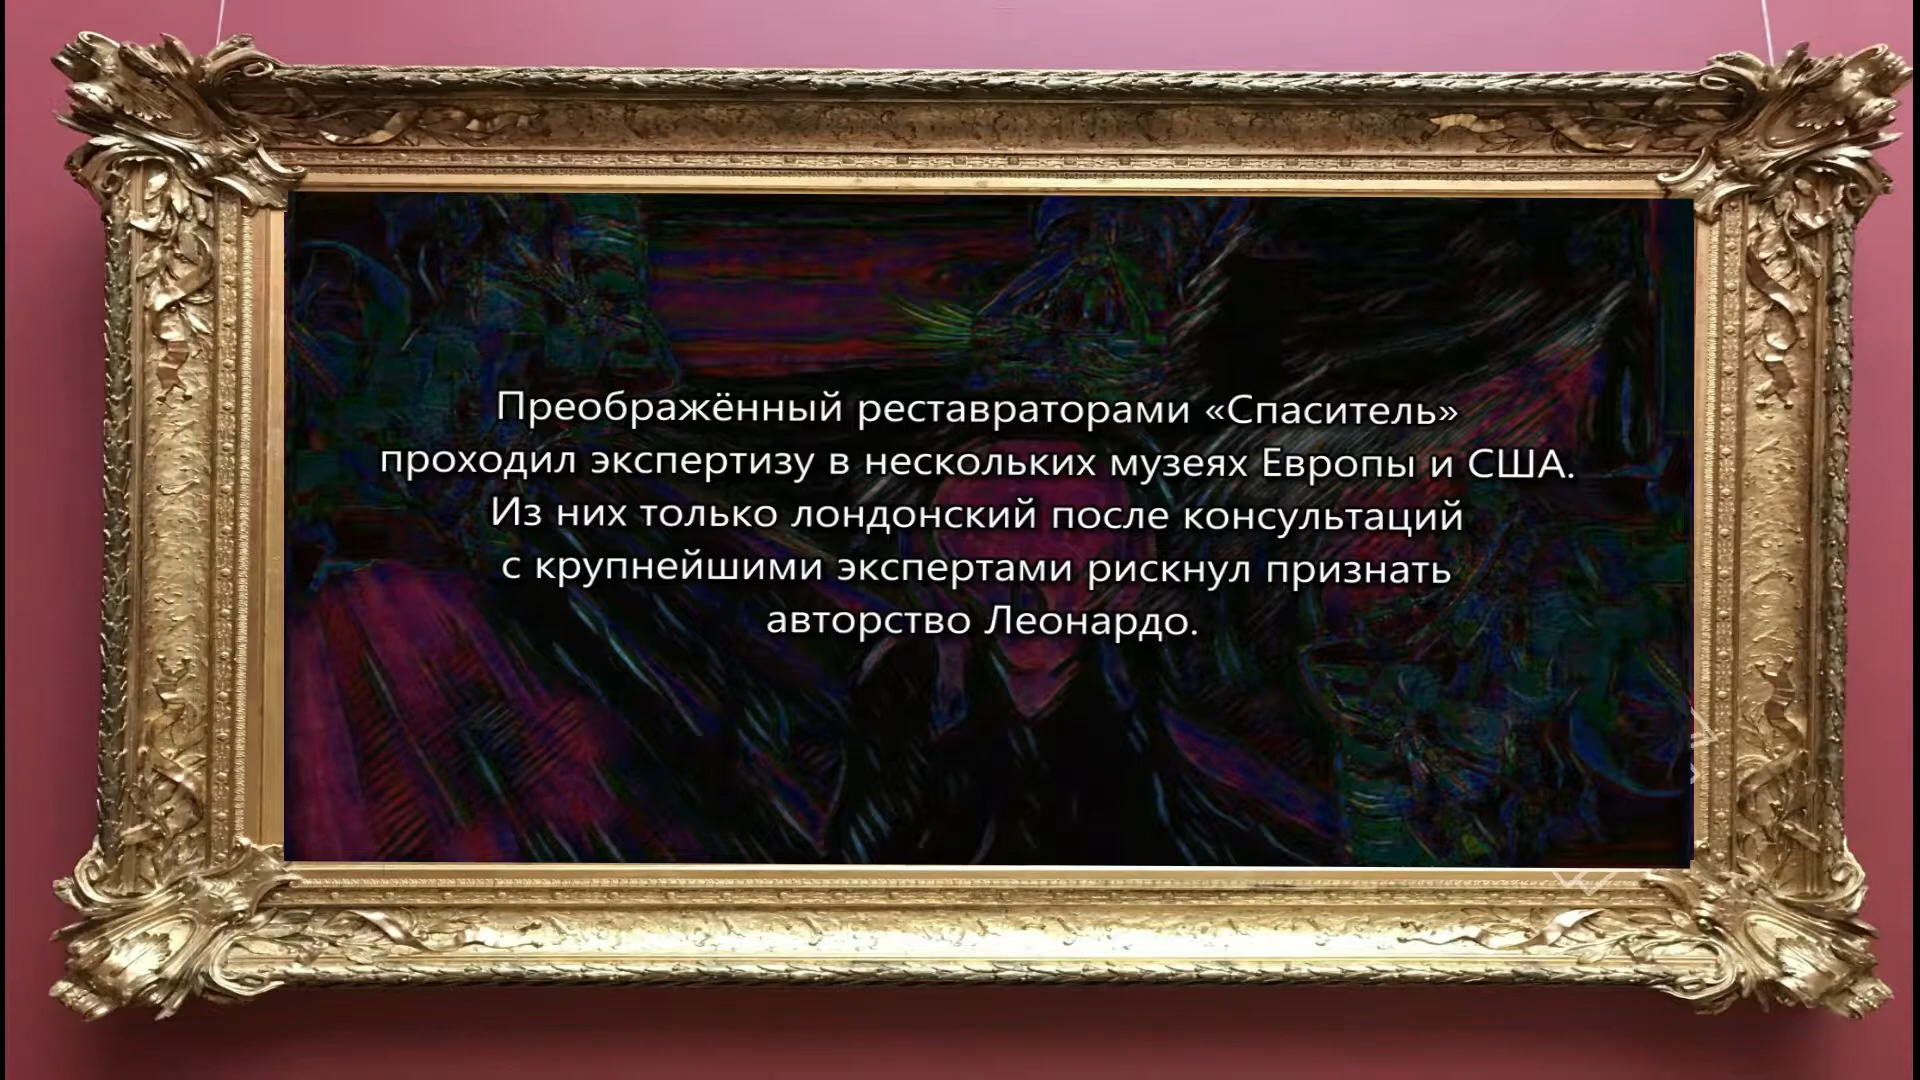 Преображённый реставраторами «Спаситель»
проходил экспертизу в нескольких музеях Европы и США.
Из них только лондонский после консультаций
с крупнейшими экспертами рискнул признать
авторство Леонардо.